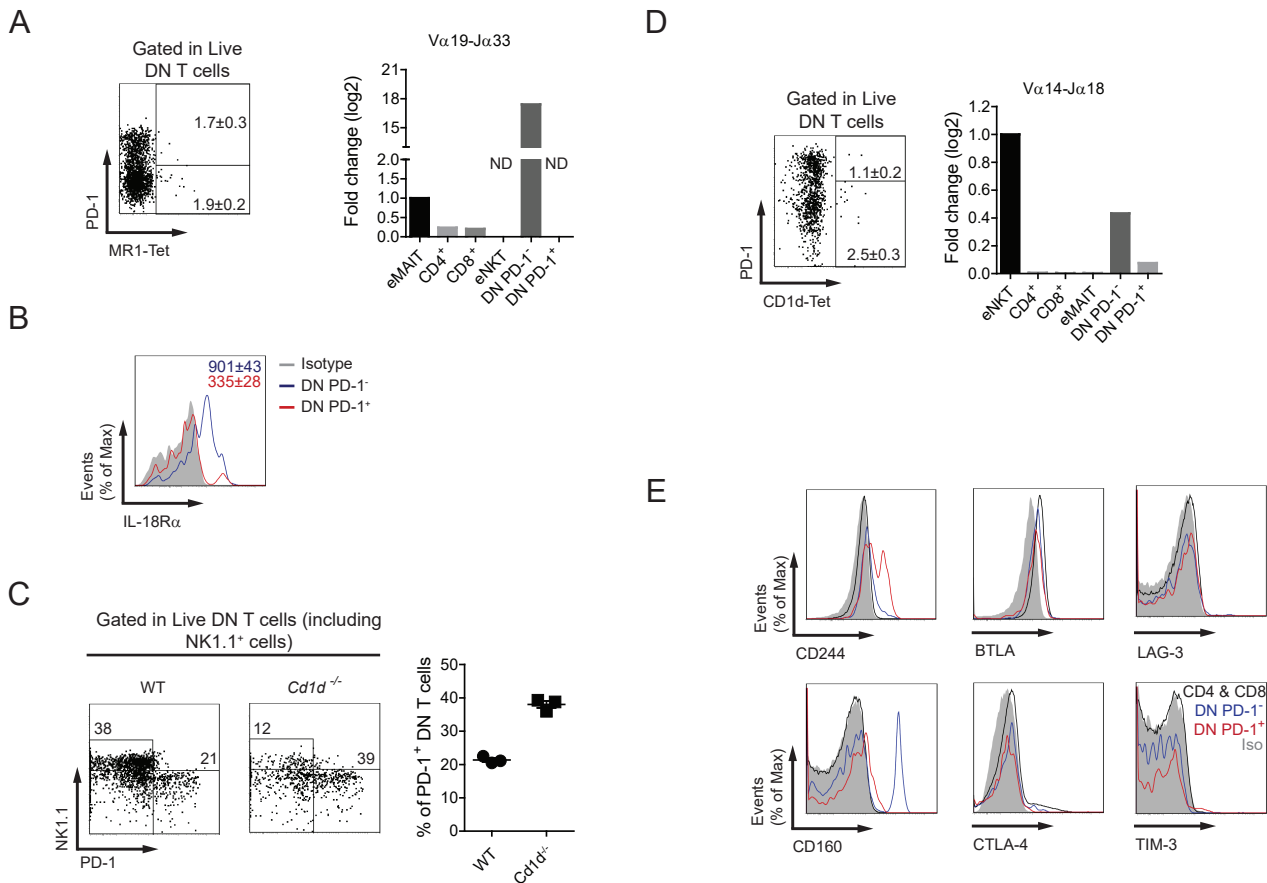 A
Gated in Live
DN T cells
1.7±0.3
1.9±0.2
PD-1
MR1-Tet
Vα19-Jα33
Fold change (log2)
21
18
15
2.0
1.5
1.0
0.5
0.0
ND
ND
eMAIT
CD4+
CD8+
eNKT
DN PD-1-
DN PD-1+
B
901±43
335±28
Isotype
DN PD-1-
DN PD-1+
Events
(% of Max)
IL-18Rα
C
Gated in Live DN T cells (including
NK1.1+ cells)
WT
Cd1d -/-
38
21
12
39
NK1.1
PD-1
% of PD-1+ DN T cells
50
40
30
20
10
0
WT
Cd1d-/-
D
Gated in Live
DN T cells
1.1±0.2
2.5±0.3
PD-1
CD1d-Tet
Vα14-Jα18
Fold change (log2)
1.2
1.0
0.8
0.6
0.4
0.2
0.0
eNKT
CD4+
CD8+
eMAIT
DN PD-1-
DN PD-1+
E
Events
(% of Max)
CD244
BTLA
LAG-3
Events
(% of Max)
CD160
CTLA-4
TIM-3
CD4 & CD8
DN PD-1-
DN PD-1+
Iso